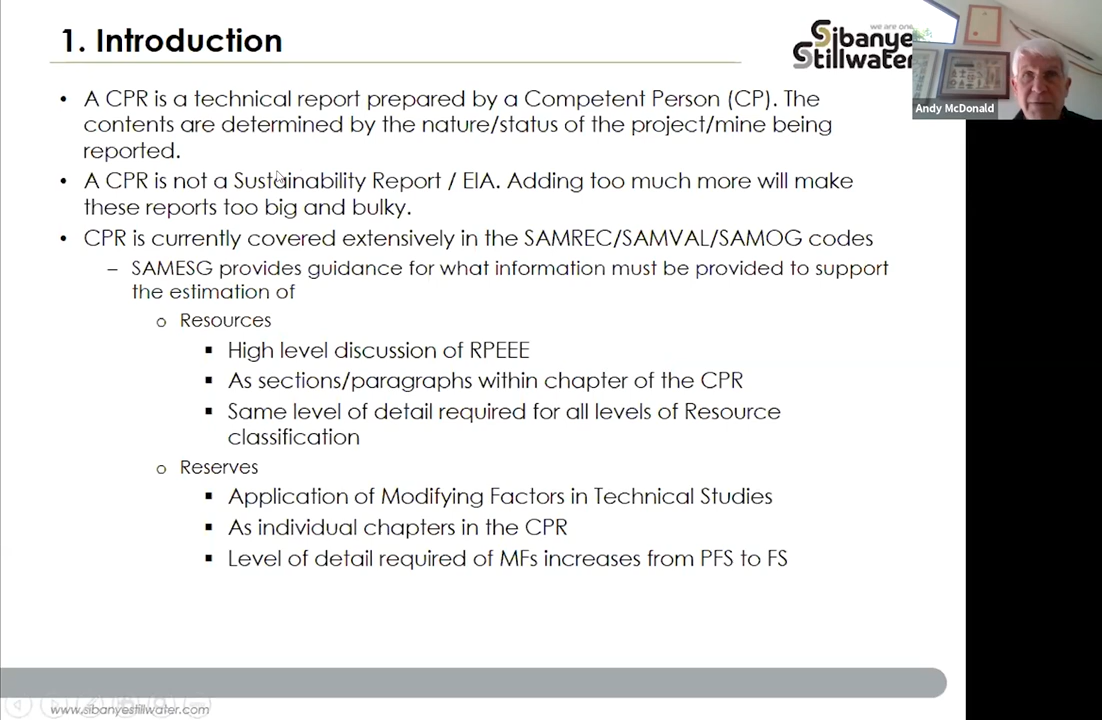 1. Introduction
we are one
Sibanye
Stillwater
Andy McDonald
• A CPR is a technical report prepared by a Competent Person (CP). The
contents are determined by the nature/status of the project/mine being
reported.
• A CPR is not a Sustainability Report / EIA. Adding too much more will make
these reports too big and bulky.
• CPR is currently covered extensively in the SAMREC/SAMVAL/SAMOG codes
– SAMESG provides guidance for what information must be provided to support
the estimation of
o Resources
▪ High level discussion of RPEEE
▪ As sections/paragraphs within chapter of the CPR
▪ Same level of detail required for all levels of Resource
classification
o Reserves
▪ Application of Modifying Factors in Technical Studies
▪ As individual chapters in the CPR
▪ Level of detail required of MFs increases from PFS to FS
www.sibanyestillwater.com